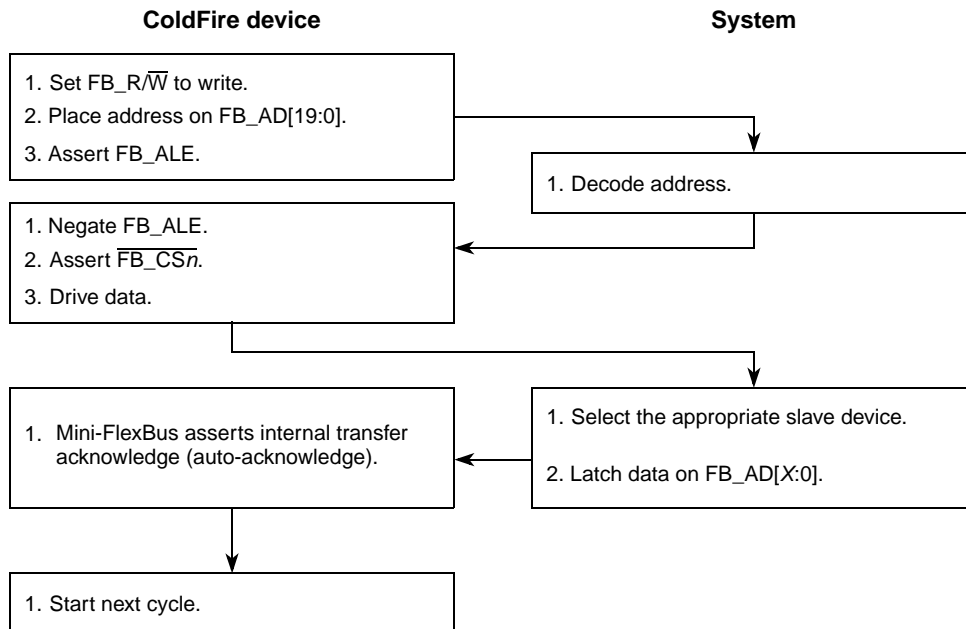 ColdFire device
System
1. Set FB_R/W̅ to write.
2. Place address on FB_AD[19:0].
3. Assert FB_ALE.
1. Decode address.
1. Negate FB_ALE.
2. Assert F̅B̅_̅C̅S̅n̅.
3. Drive data.
1. Select the appropriate slave device.
2. Latch data on FB_AD[X:0].
1. Mini-FlexBus asserts internal transfer
acknowledge (auto-acknowledge).
1. Start next cycle.